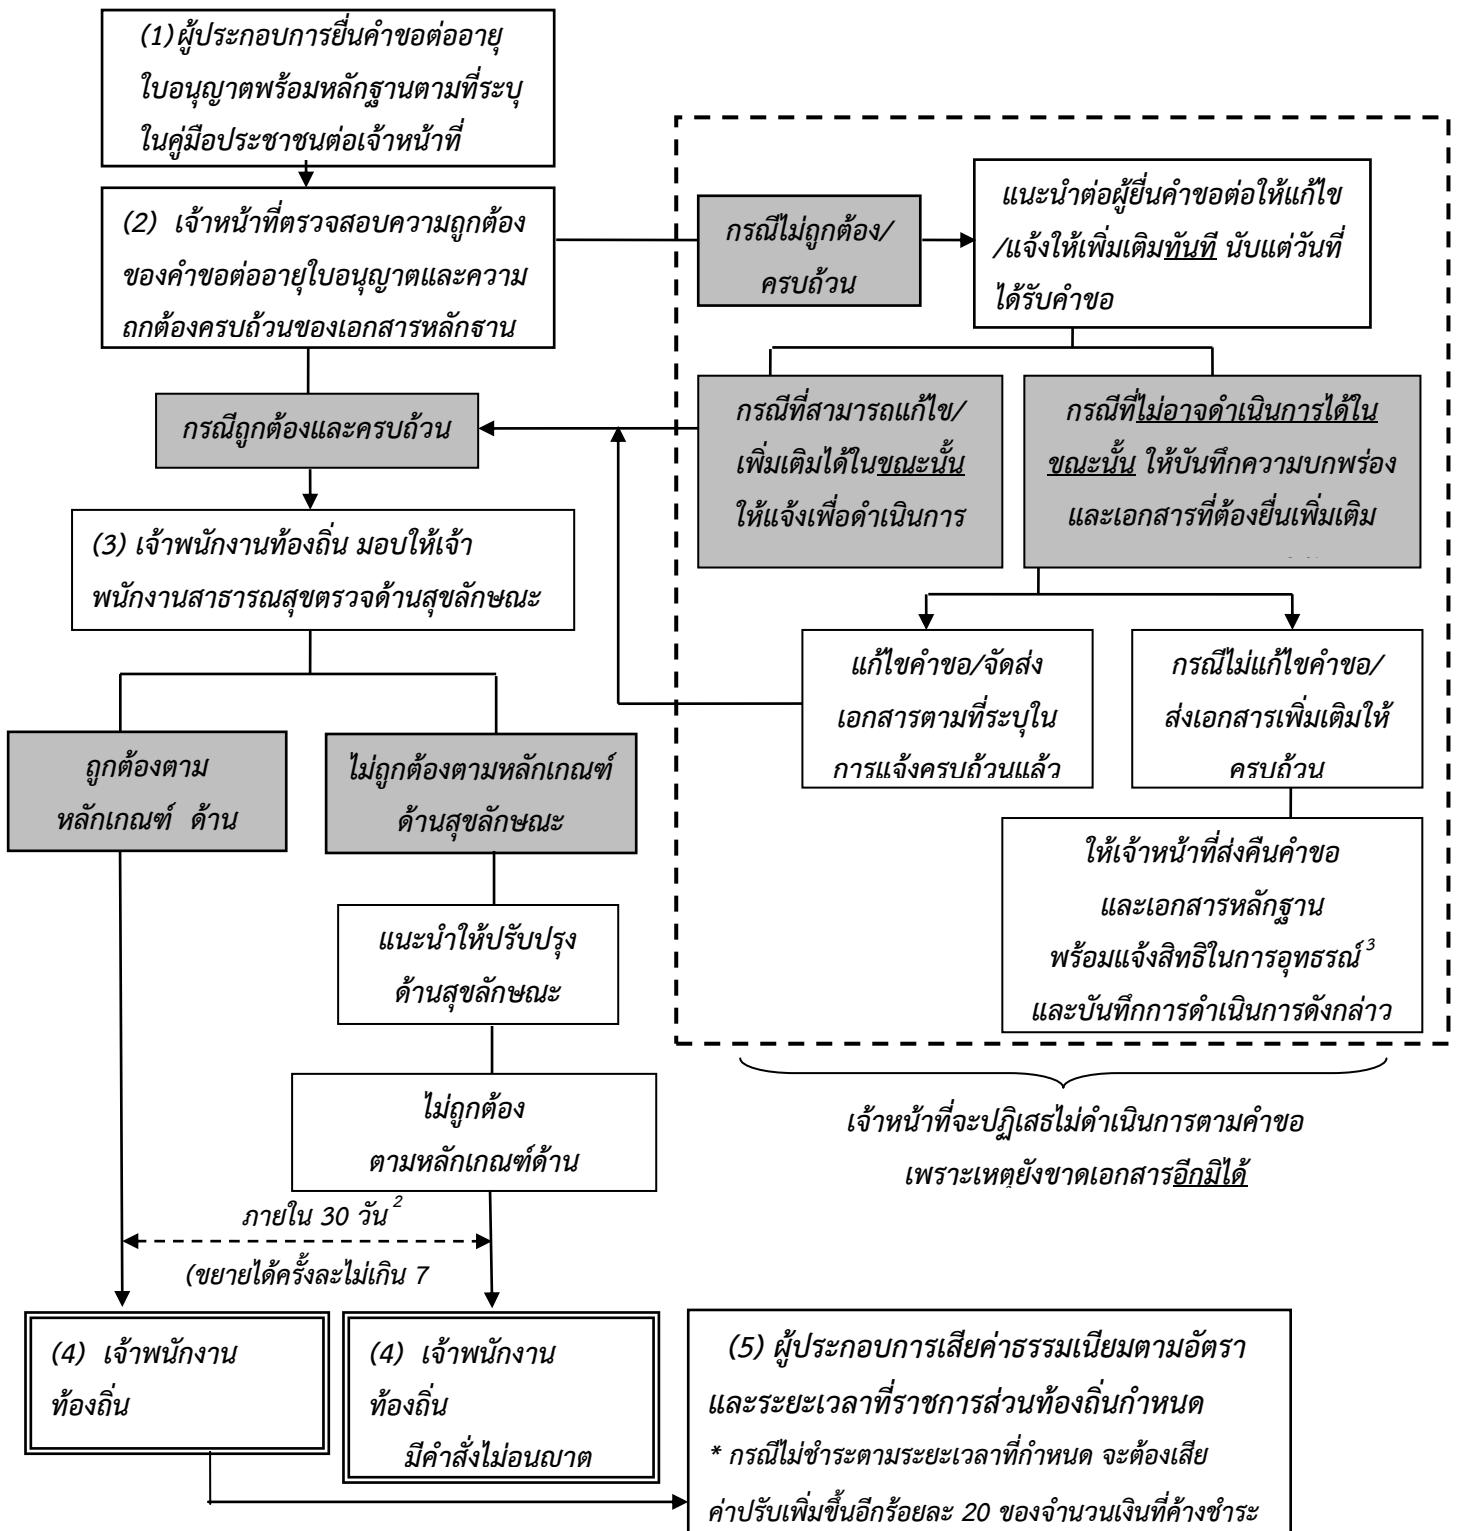 (1) ผู้ประกอบการยื่นคำขอต่ออายุ
ใบอนุญาตพร้อมหลักฐานตามที่ระบุ
ในคู่มือประชาชนต่อเจ้าหน้าที่
(2) เจ้าหน้าที่ตรวจสอบความถูกต้อง
ของคำขอต่ออายุใบอนุญาตและความ
ถูกต้องครบถ้วนของเอกสารหลักฐาน
กรณีไม่ถูกต้อง/
ครบถ้วน
แนะนำต่อผู้ยื่นคำขอต่อให้แก้ไข
/แจ้งให้เพิ่มเติมทันที นับแต่วันที่
ได้รับคำขอ
กรณีถูกต้องและครบถ้วน
กรณีที่สามารถแก้ไข/
เพิ่มเติมได้ในขณะนั้น
ให้แจ้งเพื่อดำเนินการ
กรณีที่ไม่อาจดำเนินการได้ใน
ขณะนั้น ให้บันทึกความบกพร่อง
และเอกสารที่ต้องยื่นเพิ่มเติม
(3) เจ้าพนักงานท้องถิ่น มอบให้เจ้า
พนักงานสาธารณสุขตรวจด้านสุขลักษณะ
แก้ไขคำขอ/จัดส่ง
เอกสารตามที่ระบุใน
การแจ้งครบถ้วนแล้ว
กรณีไม่แก้ไขคำขอ/
ส่งเอกสารเพิ่มเติมให้
ครบถ้วน
ถูกต้องตาม
หลักเกณฑ์ ด้าน
ไม่ถูกต้องตามหลักเกณฑ์
ด้านสุขลักษณะ
ให้เจ้าหน้าที่ส่งคืนคำขอ
และเอกสารหลักฐาน
พร้อมแจ้งสิทธิในการอุทธรณ์ 3
และบันทึกการดำเนินการดังกล่าว
แนะนำให้ปรับปรุง
ด้านสุขลักษณะ
ไม่ถูกต้อง
ตามหลักเกณฑ์ด้าน
เจ้าหน้าที่จะปฏิเสธไม่ดำเนินการตามคำขอ
เพราะเหตุยังขาดเอกสารอีกมิได้
ภายใน 30 วัน 2
(ขยายได้ครั้งละไม่เกิน 7
(4) เจ้าพนักงาน
ท้องถิ่น
(4) เจ้าพนักงาน
ท้องถิ่น
มีคำสั่งไม่อนุญาต
(5) ผู้ประกอบการเสียค่าธรรมเนียมตามอัตรา
และระยะเวลาที่ราชการส่วนท้องถิ่นกำหนด
* กรณีไม่ชำระตามระยะเวลาที่กำหนด จะต้องเสีย
ค่าปรับเพิ่มขึ้นอีกร้อยละ 20 ของจำนวนเงินที่ค้างชำระ